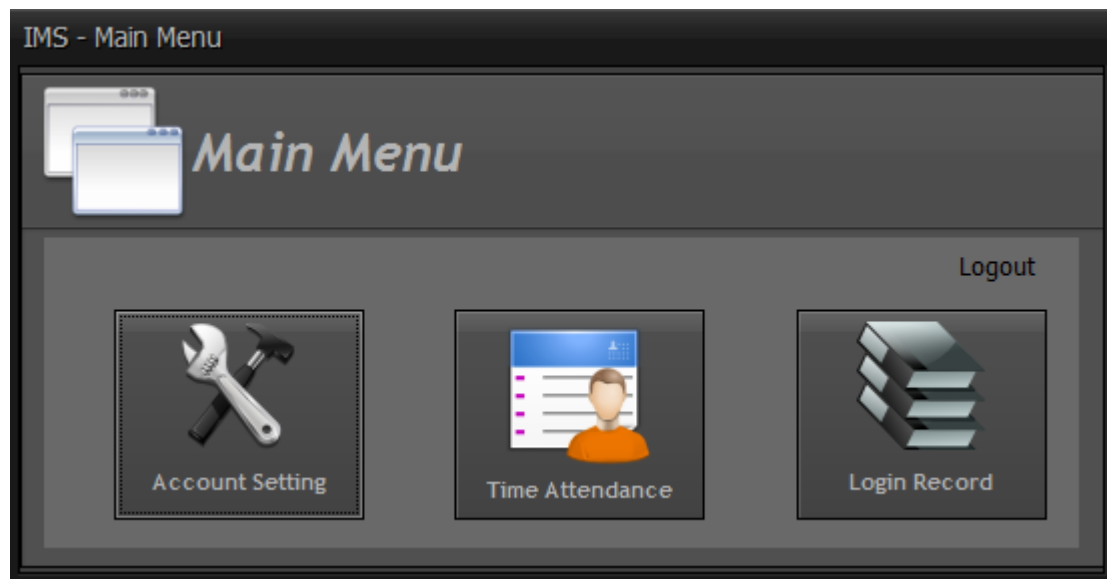 IMS - Main Menu
Main Menu
Logout
Account Setting
Time Attendance
Login Record